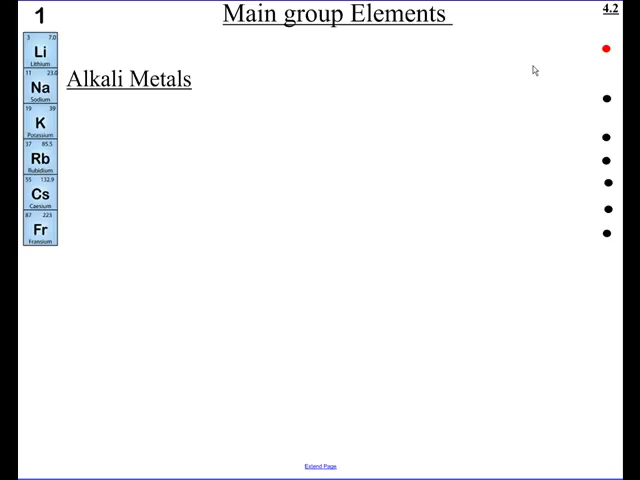 Main group Elements
4.2
1
3 7.0
Li
Lithium
Alkali Metals
11 23.0
Na
Sodium
19 39
K
Potassium
37 85.5
Rb
Rubidium
55 132.9
Cs
Caesium
87 223
Fr
Fransium
Extend Page